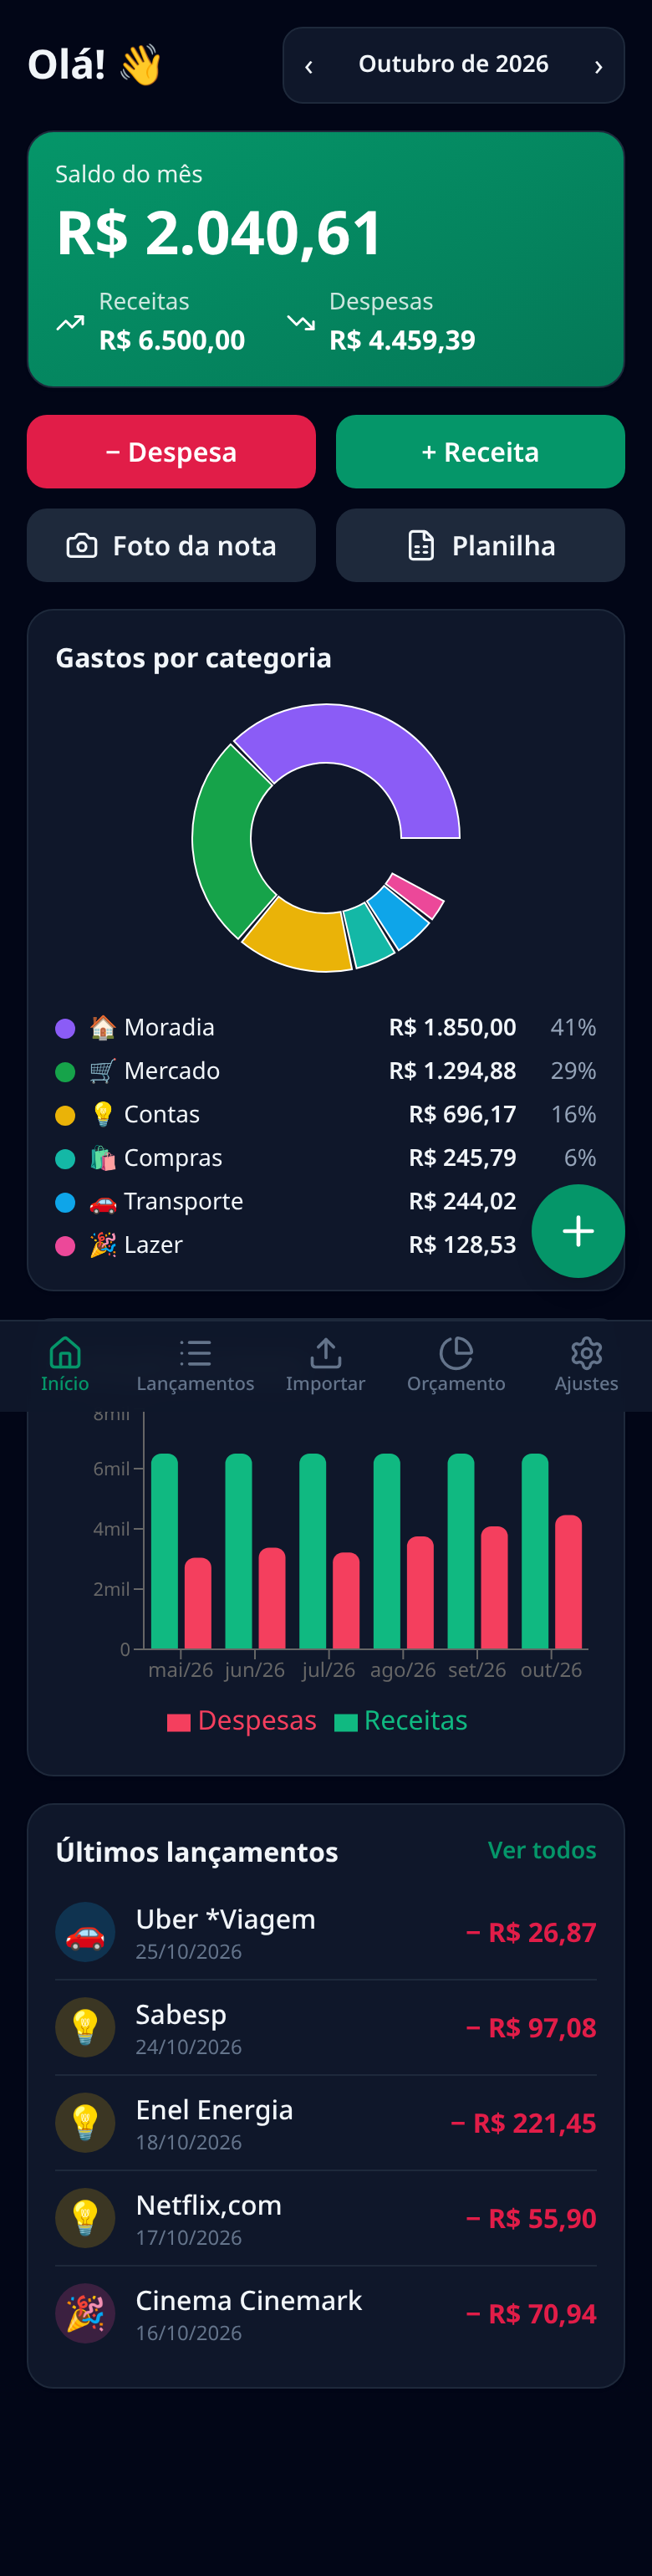 Olá! 👋
‹ Outubro de 2026 ›
Saldo do mês
R$ 2.040,61
Receitas
R$ 6.500,00
Despesas
R$ 4.459,39
− Despesa
+ Receita
Foto da nota
Planilha
Gastos por categoria
🏠 Moradia R$ 1.850,00 41%
🛒 Mercado R$ 1.294,88 29%
💡 Contas R$ 696,17 16%
🛍️ Compras R$ 245,79 6%
🚗 Transporte R$ 244,02
🎉 Lazer R$ 128,53
+
Início Lançamentos Importar Orçamento Ajustes
8mil
6mil
4mil
2mil
0
mai/26 jun/26 jul/26 ago/26 set/26 out/26
Despesas Receitas
Últimos lançamentos Ver todos
Uber *Viagem
25/10/2026
− R$ 26,87
Sabesp
24/10/2026
− R$ 97,08
Enel Energia
18/10/2026
− R$ 221,45
Netflix,com
17/10/2026
− R$ 55,90
Cinema Cinemark
16/10/2026
− R$ 70,94